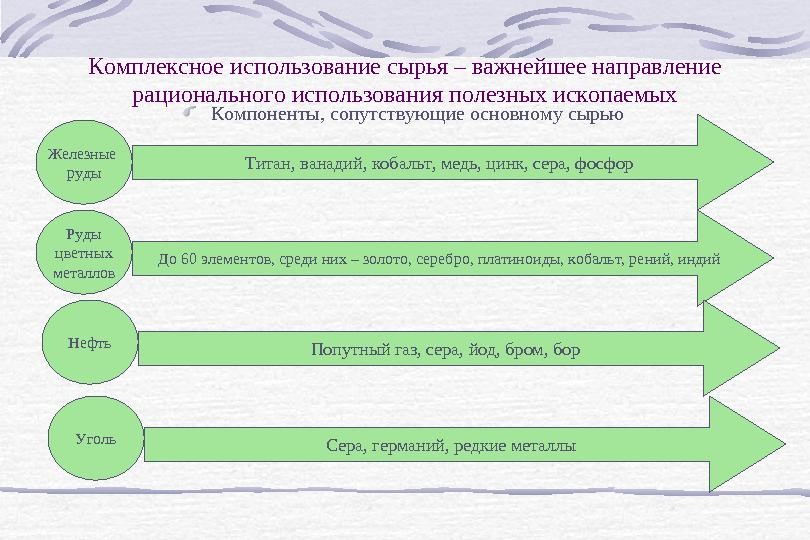 Комплексное использование сырья – важнейшее направление
рационального использования полезных ископаемых
Компоненты, сопутствующие основному сырью
Железные
руды
Титан, ванадий, кобальт, медь, цинк, сера, фосфор
Руды
цветных
металлов
До 60 элементов, среди них – золото, серебро, платиноиды, кобальт, рений, индий
Нефть
Попутный газ, сера, йод, бром, бор
Уголь
Сера, германий, редкие металлы